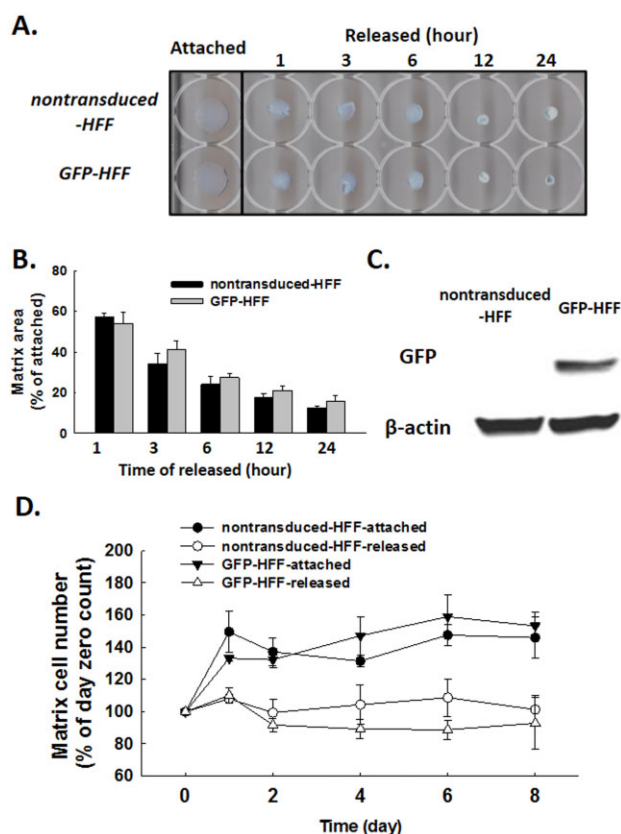 A.
Attached
Released (hour)
1 3 6 12 24
nontransduced
-HFF
GFP-HFF
B.
nontransduced-HFF
GFP-HFF
Matrix area
(% of attached)
80
60
40
20
0
1 3 6 12 24
Time of released (hour)
C.
nontransduced
-HFF
GFP-HFF
GFP
β-actin
D.
nontransduced-HFF-attached
nontransduced-HFF-released
GFP-HFF-attached
GFP-HFF-released
Matrix cell number
(% of day zero count)
200
180
160
140
120
100
80
60
0 2 4 6 8
Time (day)